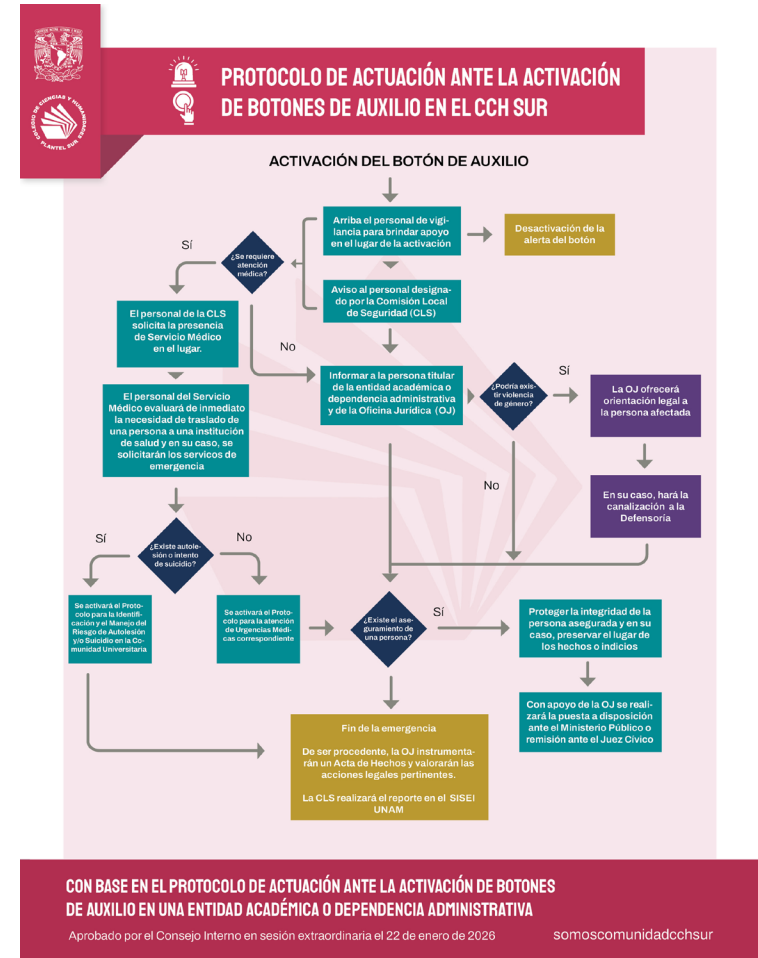 COLEGIO DE CIENCIAS Y HUMANIDADES
PLANTEL SUR
PROTOCOLO DE ACTUACIÓN ANTE LA ACTIVACIÓN
DE BOTONES DE AUXILIO EN EL CCH SUR
ACTIVACIÓN DEL BOTÓN DE AUXILIO
Arriba el personal de vigi-
lancia para brindar apoyo
en el lugar de la activación
Desactivación de la
alerta del botón
Sí
¿Se requiere
atención
médica?
Aviso al personal designa-
do por la Comisión Local
de Seguridad (CLS)
El personal de la CLS
solicita la presencia
de Servicio Médico
en el lugar.
No
Informar a la persona titular
de la entidad académica o
dependencia administrativa
y de la Oficina Jurídica (OJ)
¿Podría exis-
tir violencia
de género?
Sí
La OJ ofrecerá
orientación legal a
la persona afectada
El personal del Servicio
Médico evaluará de inmediato
la necesidad de traslado de
una persona a una institución
de salud y en su caso, se
solicitarán los servicos de
emergencia
No
En su caso, hará la
canalización a la
Defensoría
Sí
¿Existe autole-
sión o intento
de suicidio?
No
Se activará el Proto-
colo para la Identifi-
cación y el Manejo del
Riesgo de Autolesión
y/o Suicidio en la Co-
munidad Universitaria
Se activará el Proto-
colo para la atención
de Urgencias Médi-
cas correspondiente
¿Existe el ase-
guramiento de
una persona?
Sí
Proteger la integridad de la
persona asegurada y en su
caso, preservar el lugar de
los hechos o indicios
Con apoyo de la OJ se reali-
zará la puesta a disposición
ante el Ministerio Público o
remisión ante el Juez Cívico
Fin de la emergencia
De ser procedente, la OJ instrumenta-
rán un Acta de Hechos y valorarán las
acciones legales pertinentes.
La CLS realizará el reporte en el SISEI
UNAM
CON BASE EN EL PROTOCOLO DE ACTUACIÓN ANTE LA ACTIVACIÓN DE BOTONES
DE AUXILIO EN UNA ENTIDAD ACADÉMICA O DEPENDENCIA ADMINISTRATIVA
Aprobado por el Consejo Interno en sesión extraordinaria el 22 de enero de 2026
somoscomunidadcchsur